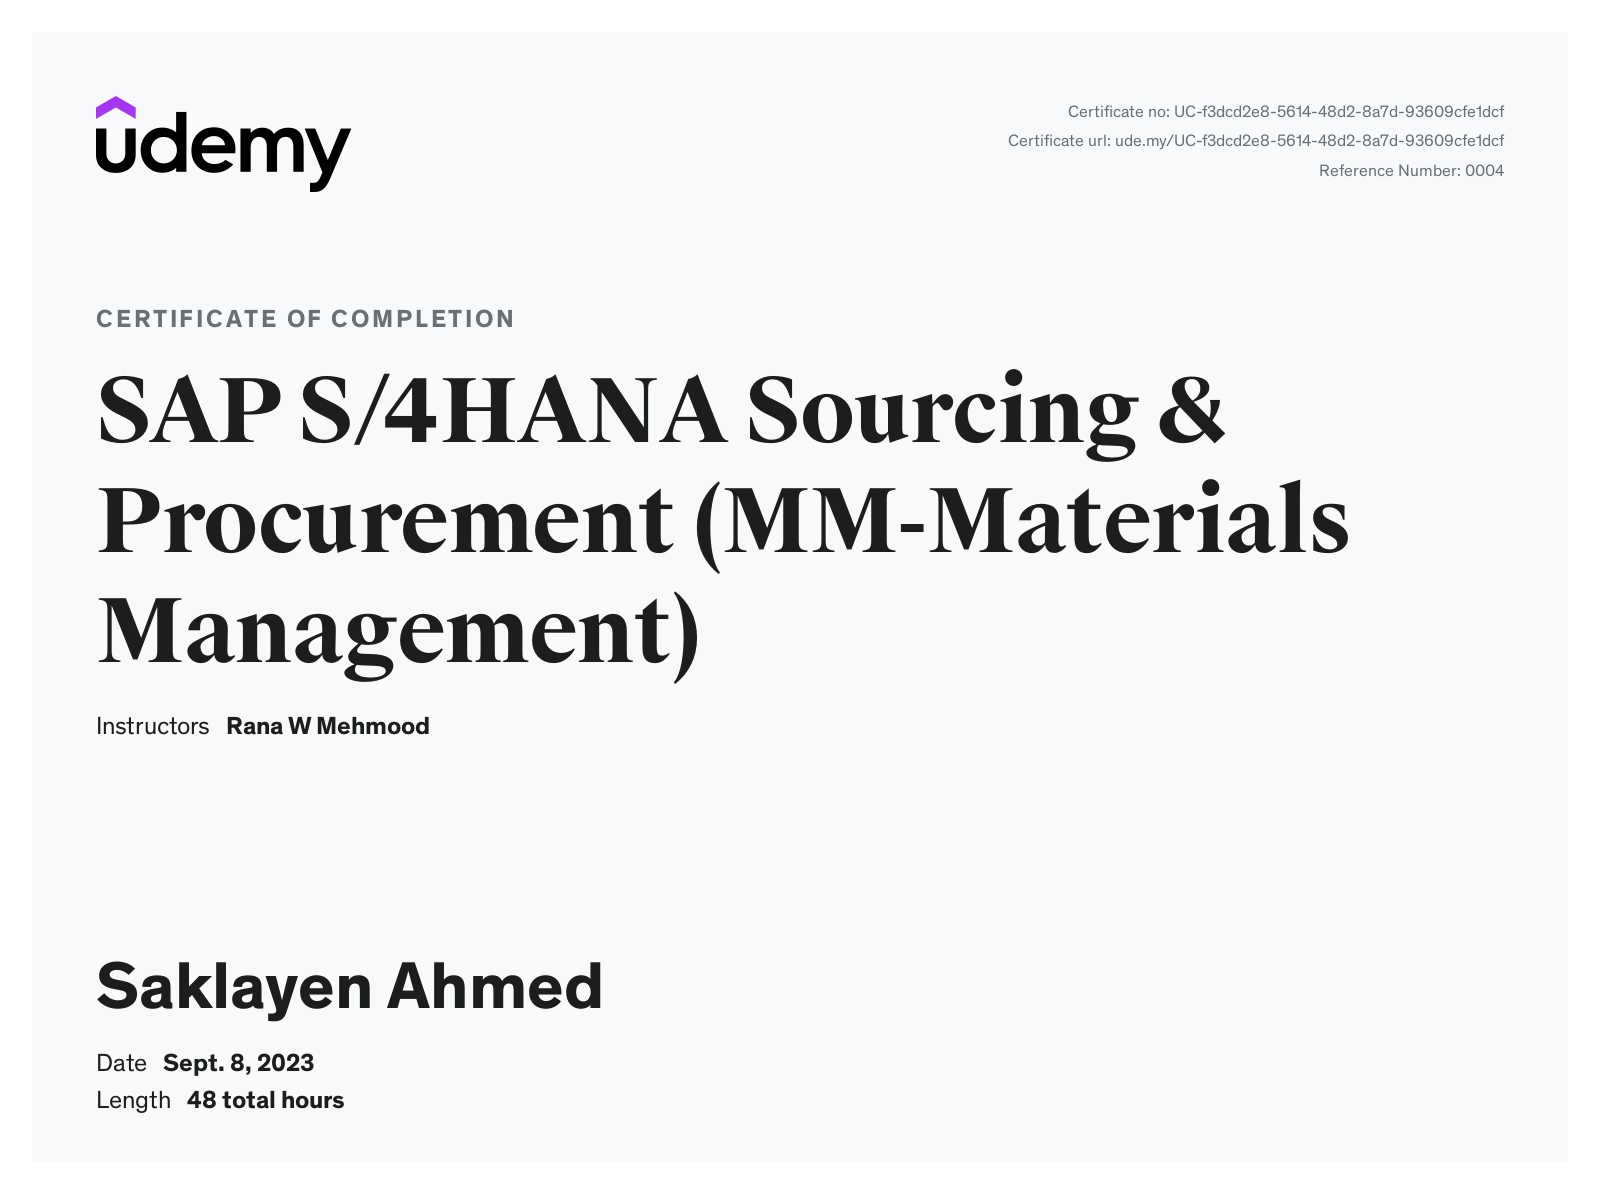 udemy
Certificate no: UC-f3dcd2e8-5614-48d2-8a7d-93609cfe1dcf
Certificate url: ude.my/UC-f3dcd2e8-5614-48d2-8a7d-93609cfe1dcf
Reference Number: 0004
CERTIFICATE OF COMPLETION
SAP S/4HANA Sourcing &
Procurement (MM-Materials
Management)
Instructors Rana W Mehmood
Saklayen Ahmed
Date Sept. 8, 2023
Length 48 total hours